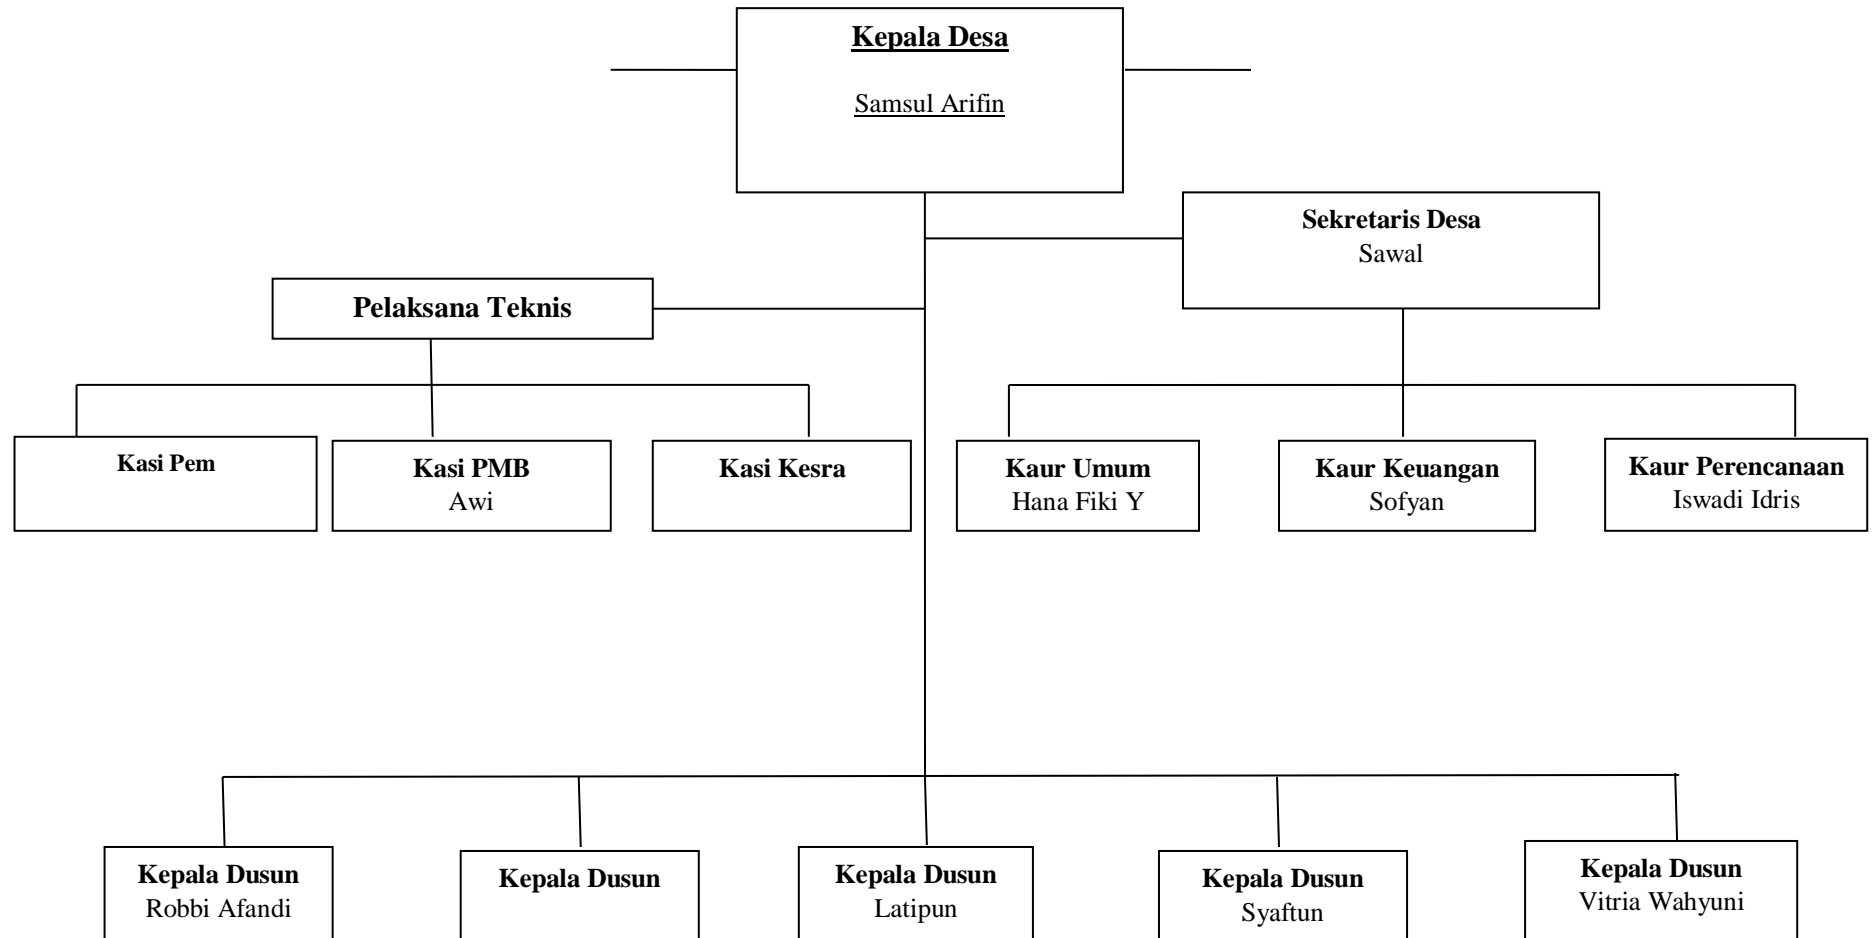 Kepala Desa
Samsul Arifin
Sekretaris Desa
Sawal
Pelaksana Teknis
Kasi Pem
Kasi PMB
Awi
Kasi Kesra
Kaur Umum
Hana Fiki Y
Kaur Keuangan
Sofyan
Kaur Perencanaan
Iswadi Idris
Kepala Dusun
Robbi Afandi
Kepala Dusun
Kepala Dusun
Latipun
Kepala Dusun
Syaftun
Kepala Dusun
Vitria Wahyuni